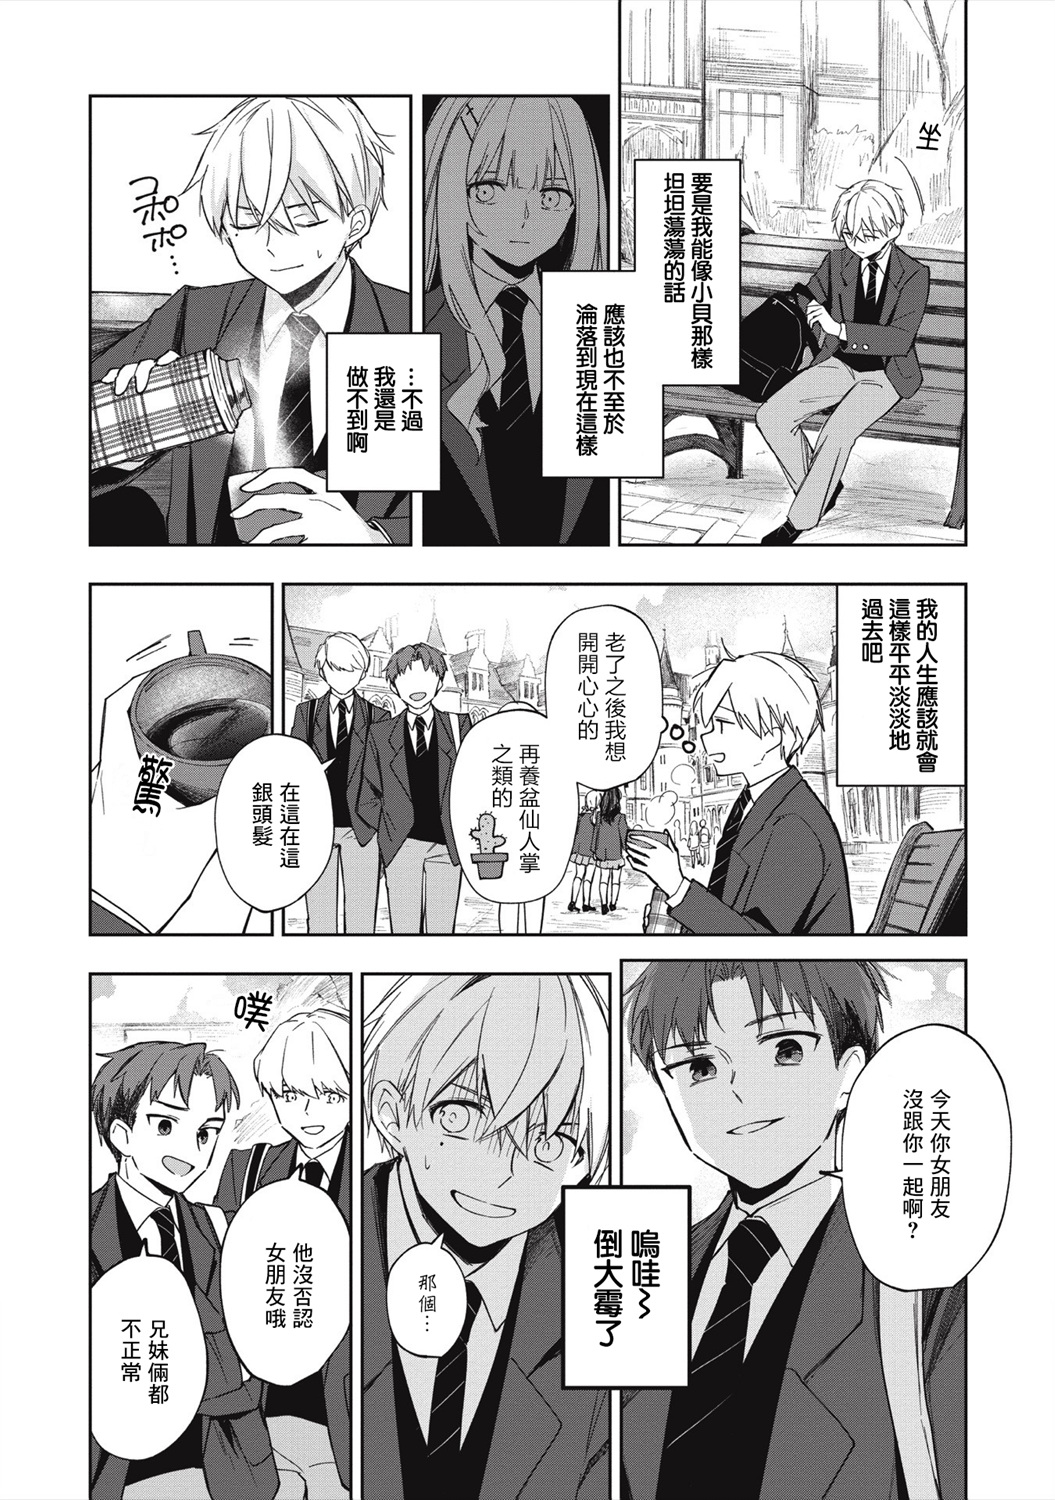 坐
要是我能像小貝那樣
坦坦蕩蕩的話
應該也不至於
淪落到現在這樣
コポポ…
…不過
我還是
做不到啊
我的人生應該就會
這樣平平淡淡地
過去吧
老了之後我想
開開心心的
再養盆仙人掌
之類的
在這在這
銀頭髮
驚
今天你女朋友
沒跟你一起啊?
嗚哇~
倒大霉了
那個…
噗
他沒否認
女朋友哦
兄妹倆都
不正常